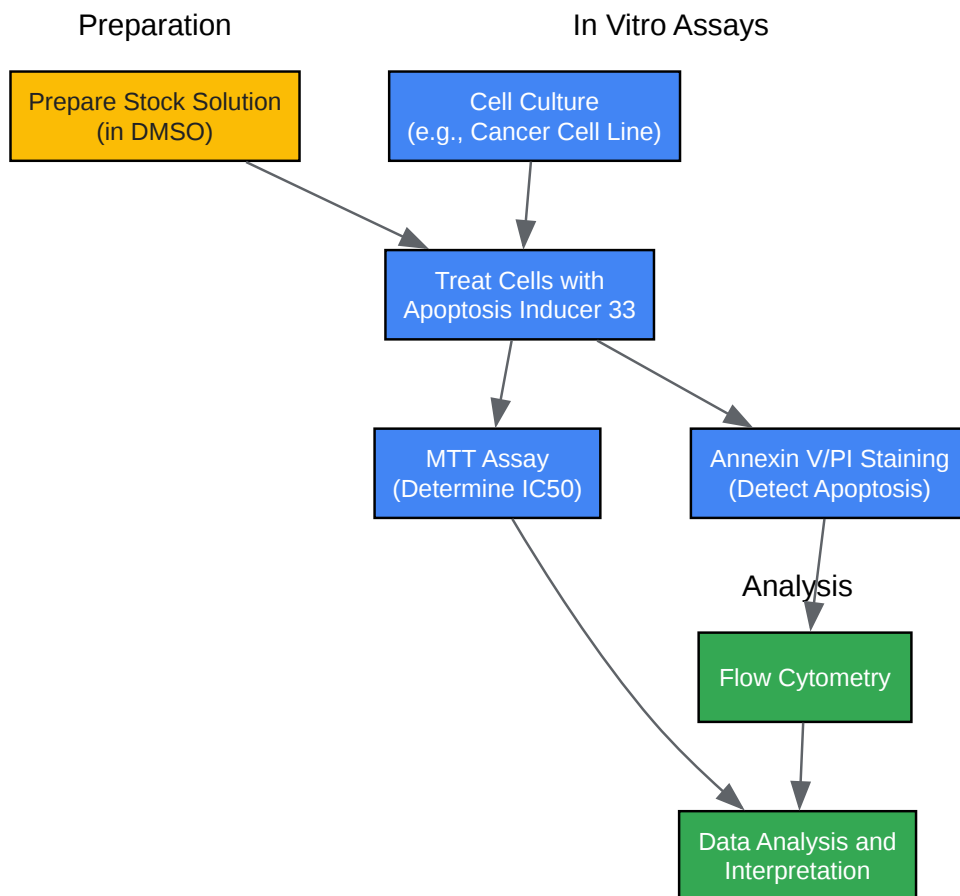 Preparation
In Vitro Assays
Prepare Stock Solution
(in DMSO)
Cell Culture
(e.g., Cancer Cell Line)
Treat Cells with
Apoptosis Inducer 33
MTT Assay
(Determine IC50)
Annexin V/PI Staining
(Detect Apoptosis)
Analysis
Flow Cytometry
Data Analysis and
Interpretation